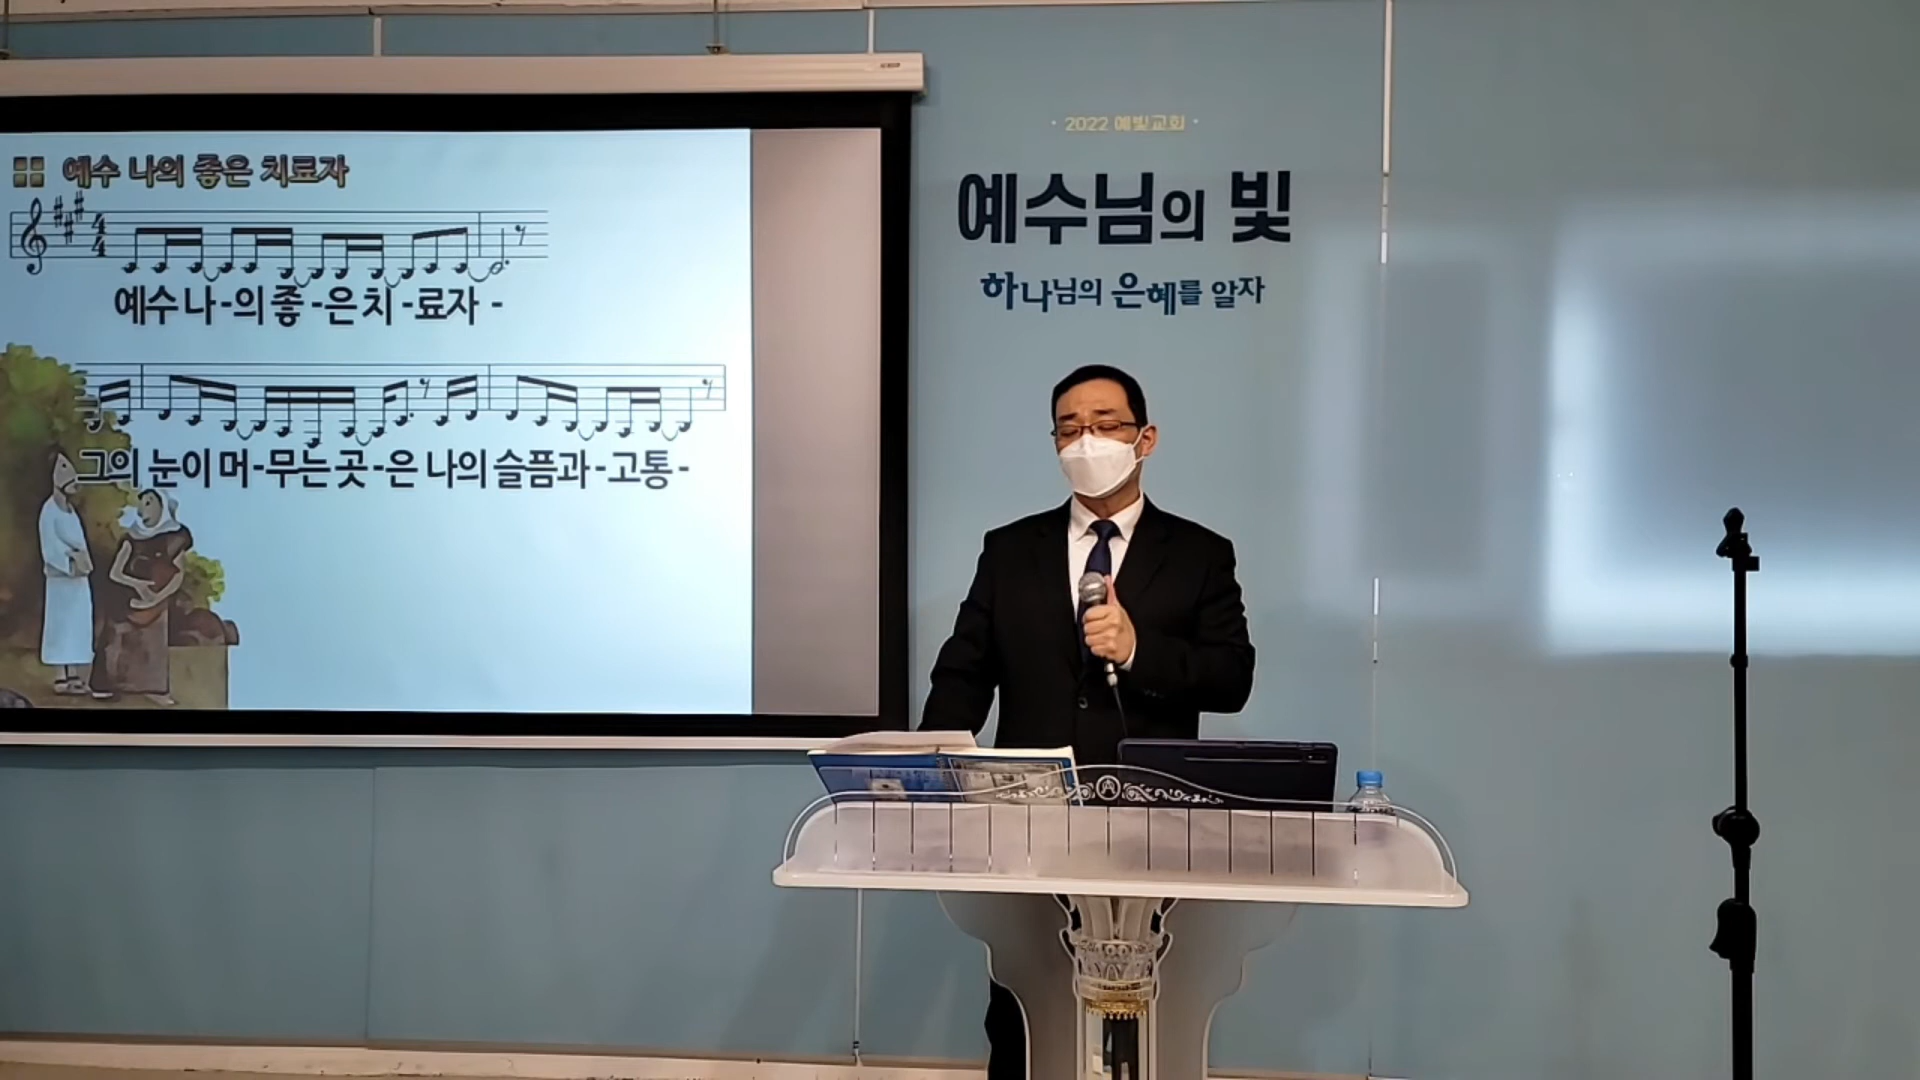 예수 나의 좋은 치료자
예수 나-의 좋-은 치-료자-
그의 눈이 머-무는 곳-은 나의 슬픔과-고통-
· 2022 예빛교회 ·
예수님의 빛
하나님의 은혜를 알자